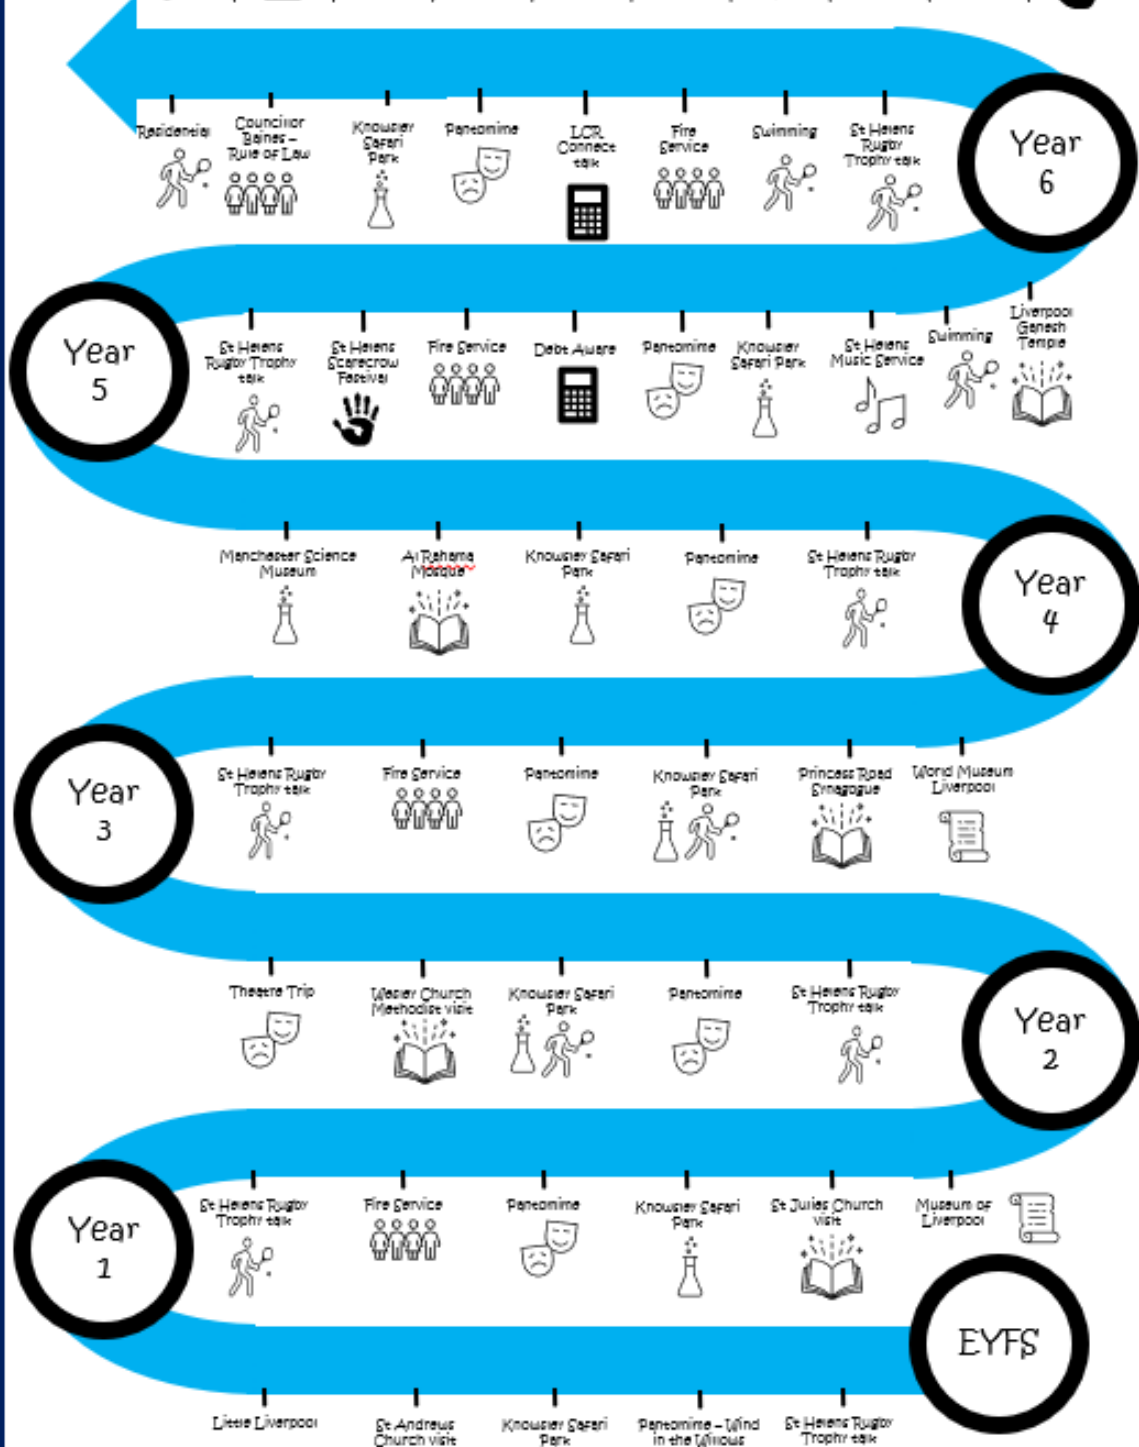 Residential
Councillor
Baines –
Rule of Law
Knowsley
Safari
Park
Pantomime
LCR
Connect
talk
Fire
Service
Swimming
St Helens
Rugby
Trophy talk
Year
6
Year
5
St Helens
Rugby Trophy
talk
St Helens
Scarecrow
Festival
Fire Service
Debt Aware
Pantomime
Knowsley
Safari Park
St Helens
Music Service
Swimming
Liverpool
Ganesh
Temple
Manchester Science
Museum
Al Rahama
Mosque
Knowsley Safari
Park
Pantomime
St Helens Rugby
Trophy talk
Year
4
Year
3
St Helens Rugby
Trophy talk
Fire Service
Pantomime
Knowsley Safari
Park
Princess Road
Synagogue
World Museum
Liverpool
Theatre Trip
Wesley Church
Methodist visit
Knowsley Safari
Park
Pantomime
St Helens Rugby
Trophy talk
Year
2
Year
1
St Helens Rugby
Trophy talk
Fire Service
Pantomime
Knowsley Safari
Park
St Julies Church
visit
Museum of
Liverpool
EYFS
Little Liverpool
St Andrews
Church visit
Knowsley Safari
Park
Pantomime – Wind
in the Willows
St Helens Rugby
Trophy talk